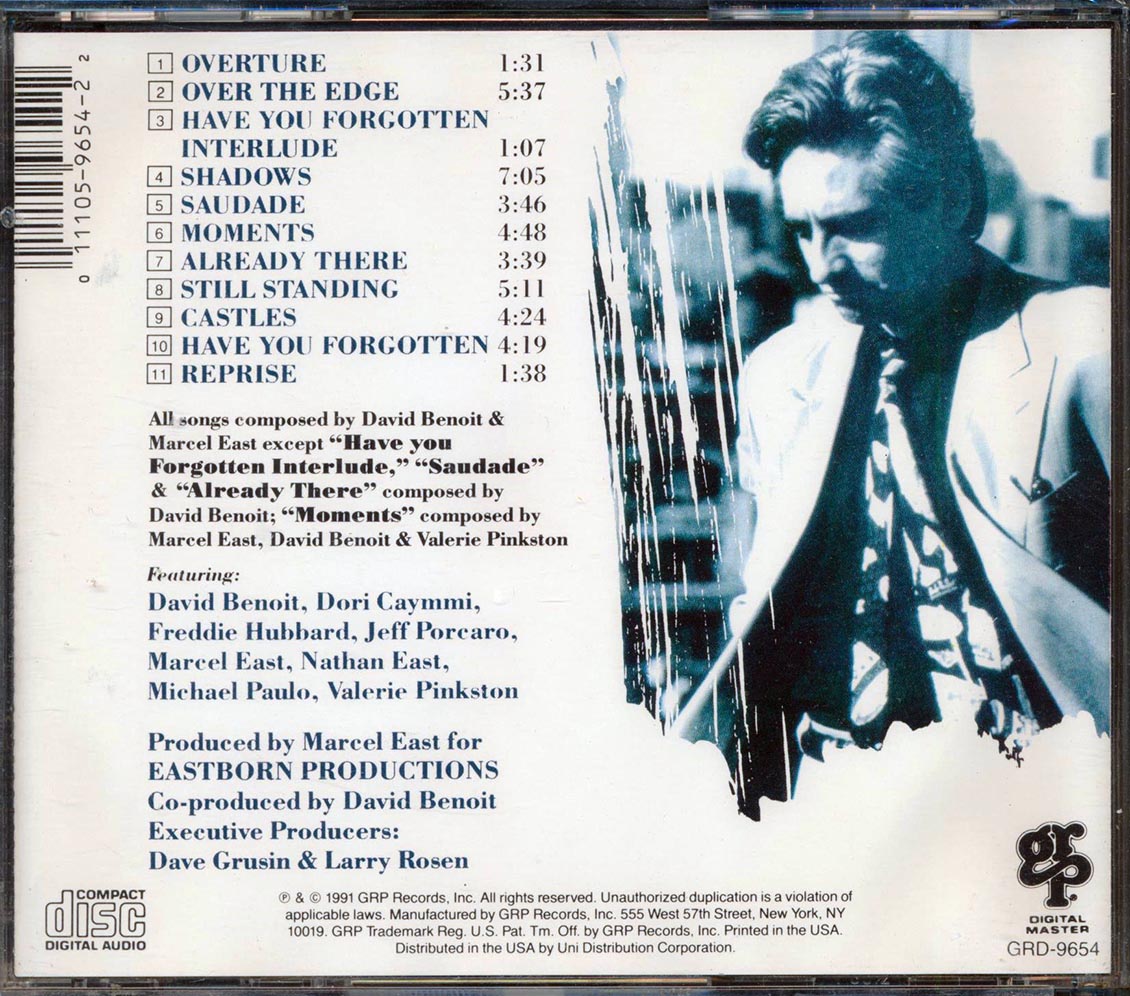 1 OVERTURE 1:31
2 OVER THE EDGE 5:37
3 HAVE YOU FORGOTTEN
INTERLUDE 1:07
4 SHADOWS 7:05
5 SAUDADE 3:46
6 MOMENTS 4:48
7 ALREADY THERE 3:39
8 STILL STANDING 5:11
9 CASTLES 4:24
10 HAVE YOU FORGOTTEN 4:19
11 REPRISE 1:38
All songs composed by David Benoit &
Marcel East except “Have you
Forgotten Interlude,” “Saudade”
& “Already There” composed by
David Benoit; “Moments” composed by
Marcel East, David Benoit & Valerie Pinkston
Featuring:
David Benoit, Dori Caymmi,
Freddie Hubbard, Jeff Porcaro,
Marcel East, Nathan East,
Michael Paulo, Valerie Pinkston
Produced by Marcel East for
EASTBORN PRODUCTIONS
Co-produced by David Benoit
Executive Producers:
Dave Grusin & Larry Rosen
℗ & © 1991 GRP Records, Inc. All rights reserved. Unauthorized duplication is a violation of
applicable laws. Manufactured by GRP Records, Inc. 555 West 57th Street, New York, NY
10019. GRP Trademark Reg. U.S. Pat. Tm. Off. by GRP Records, Inc. Printed in the USA.
Distributed in the USA by Uni Distribution Corporation.
COMPACT
disc
DIGITAL AUDIO
grp
DIGITAL
MASTER
GRD-9654
0 11105-9654-2 2